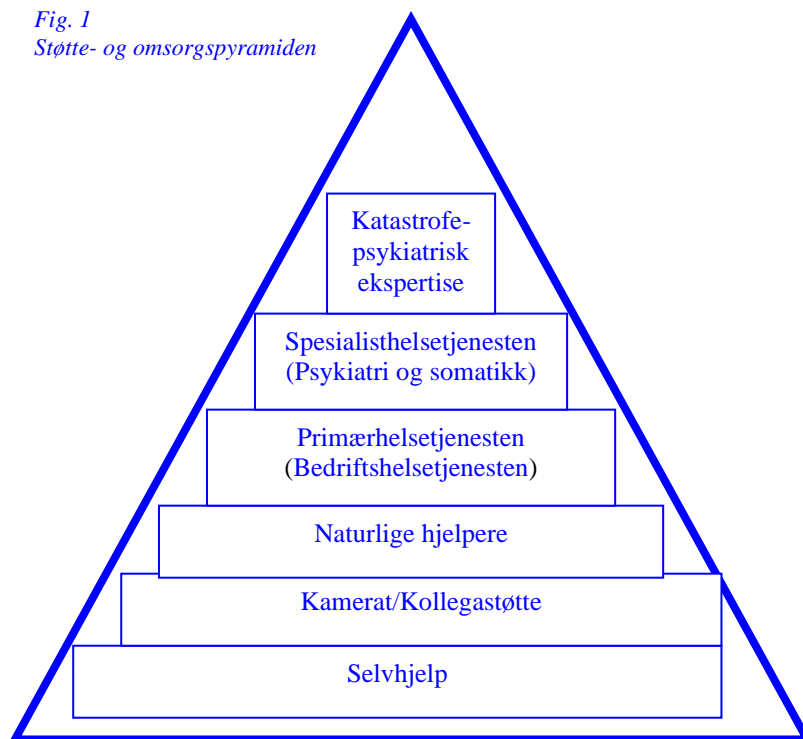 Fig. 1
Støtte- og omsorgspyramiden
Katastrofe-
psykiatrisk
ekspertise
Spesialisthelsetjenesten
(Psykiatri og somatikk)
Primærhelsetjenesten
(Bedriftshelsetjenesten)
Naturlige hjelpere
Kamerat/Kollegastøtte
Selvhjelp